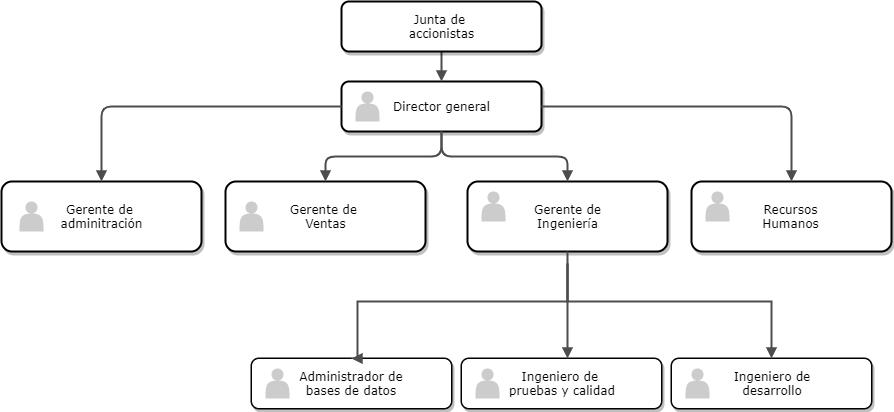 Junta de
accionistas
Director general
Gerente de
adminitración
Gerente de
Ventas
Gerente de
Ingeniería
Recursos
Humanos
Administrador de
bases de datos
Ingeniero de
pruebas y calidad
Ingeniero de
desarrollo